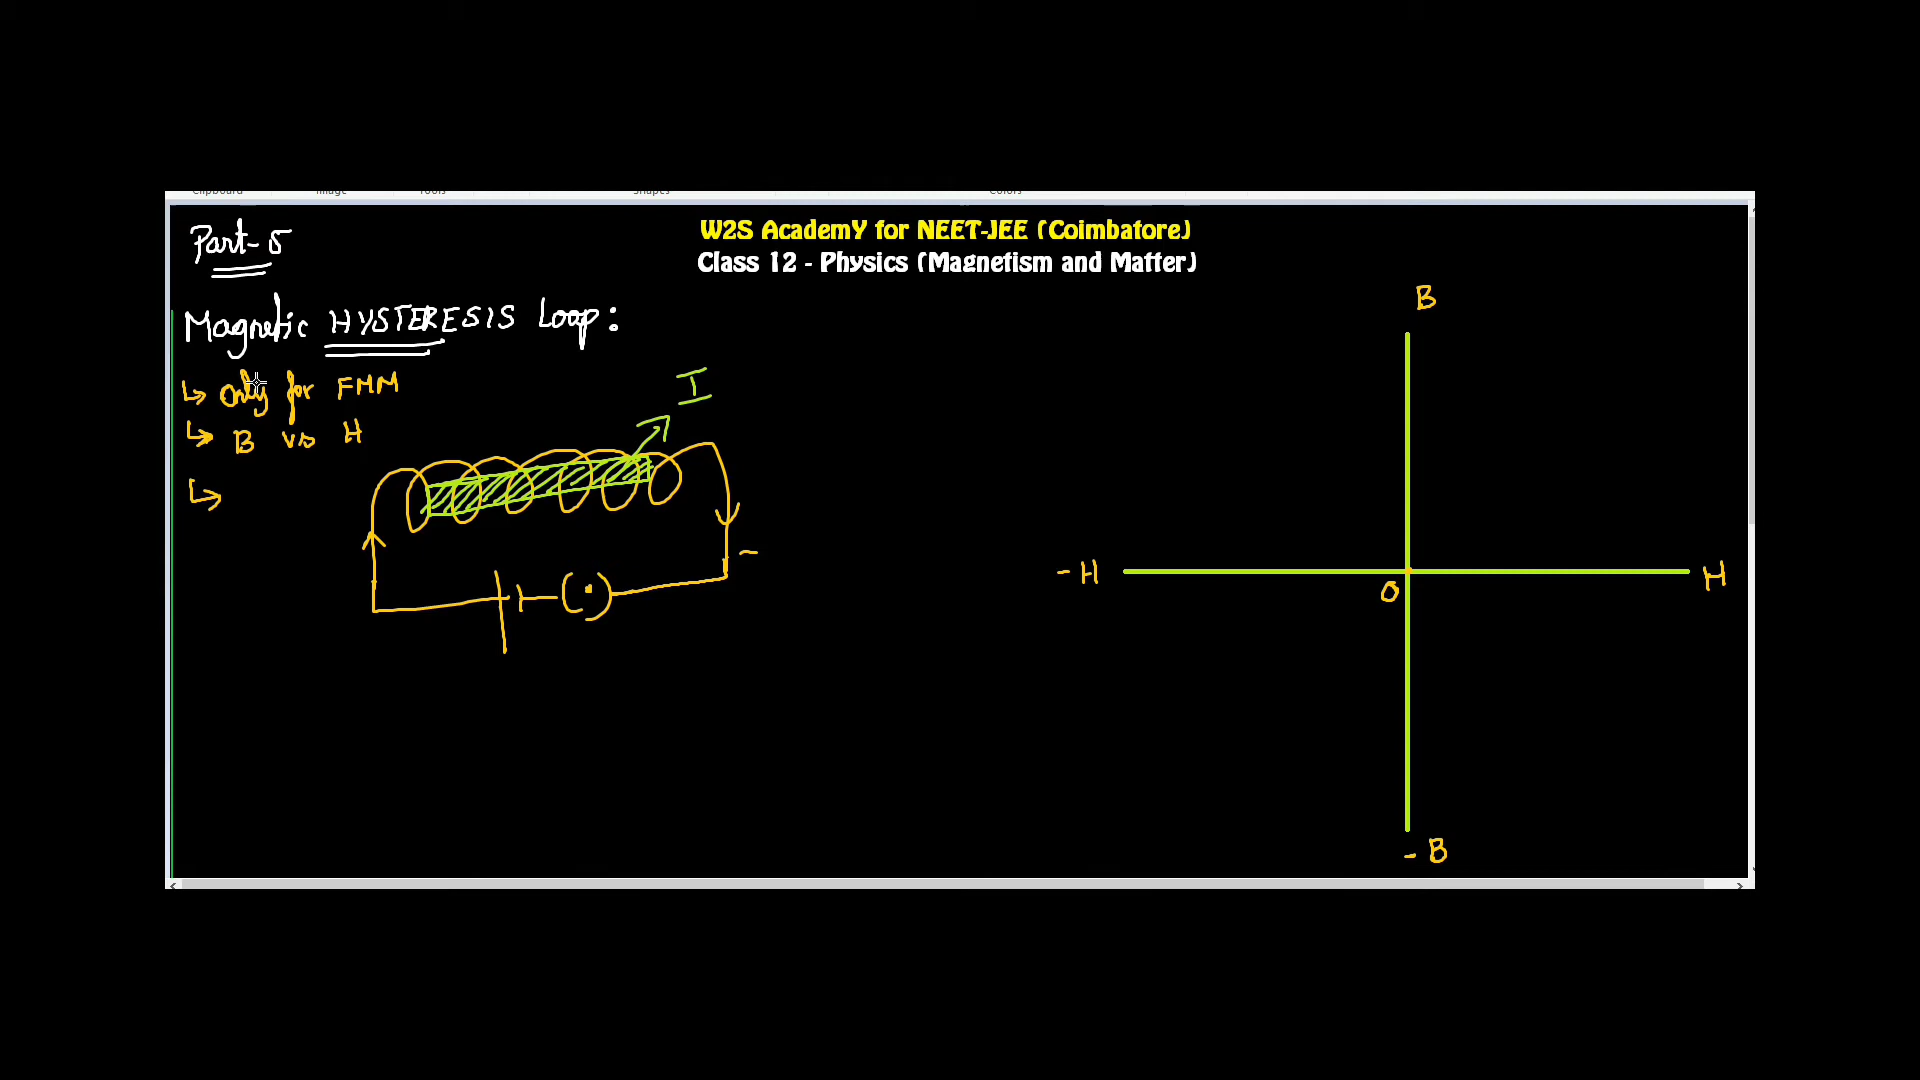 W2S AcademY for NEET-JEE (Coimbatore)
Class 12 - Physics (Magnetism and Matter)
Part-5
Magnetic HYSTERESIS Loop:
↳ Only for FMM
↳ B vs H
↳
I
-
B
-H
O
H
-B